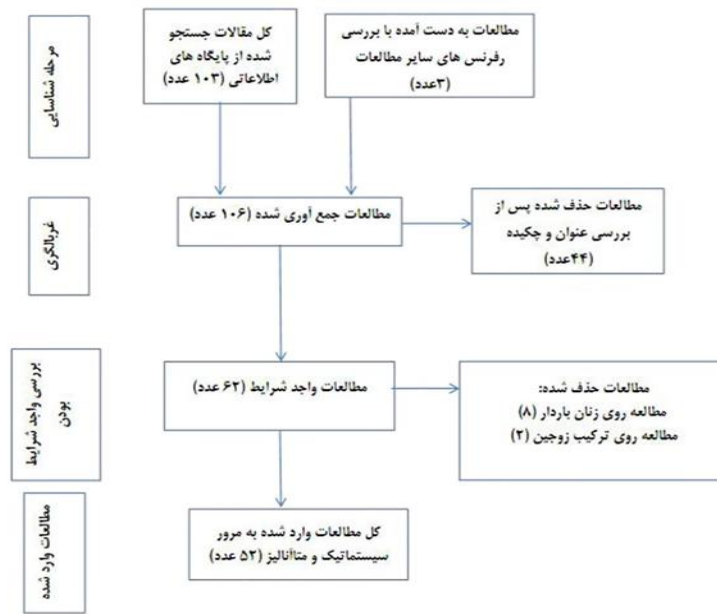 مرحله شناسایی
کل مقالات جستجو
شده از پایگاه های
اطلاعاتی (۱۰۳ عدد)
مطالعات به دست آمده با بررسی
رفرنس های سایر مطالعات
(۳عدد)
غربالگری
مطالعات جمع آوری شده (۱۰۶ عدد)
مطالعات حذف شده پس از
بررسی عنوان و چکیده
(۴۴عدد)
بررسی واجد شرایط
بودن
مطالعات واجد شرایط (۶۲ عدد)
مطالعات حذف شده:
مطالعه روی زنان باردار (۸)
مطالعه روی ترکیب زوجین (۲)
مطالعات وارد شده
کل مطالعات وارد شده به مرور
سیستماتیک و متاآنالیز (۵۲ عدد)